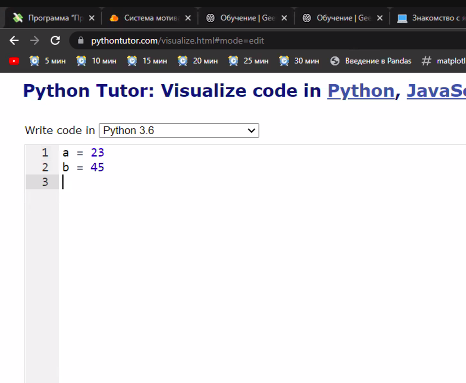 Программа "Пр
Система мотив
Обучение | Gee
Обучение | Gee
Знакомство с я
pythontutor.com/visualize.html#mode=edit
5 мин 10 мин 15 мин 20 мин 25 мин 30 мин Введение в Pandas matplotl
Python Tutor: Visualize code in Python, JavaSc
Write code in Python 3.6
1 a = 23
2 b = 45
3